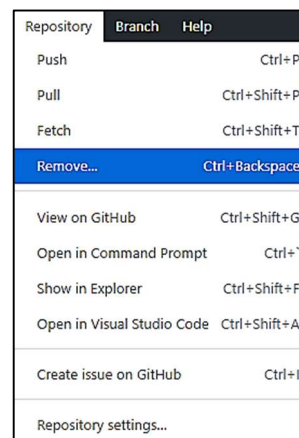 Repository Branch Help
Push Ctrl+P
Pull Ctrl+Shift+P
Fetch Ctrl+Shift+T
Remove... Ctrl+Backspace
View on GitHub Ctrl+Shift+G
Open in Command Prompt Ctrl+`
Show in Explorer Ctrl+Shift+F
Open in Visual Studio Code Ctrl+Shift+A
Create issue on GitHub Ctrl+I
Repository settings...